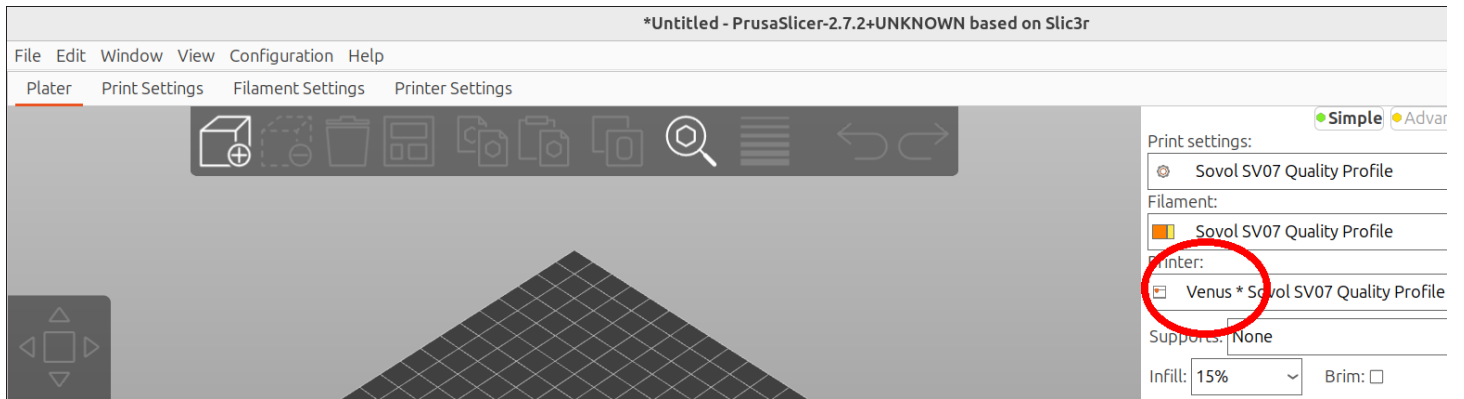 *Untitled - PrusaSlicer-2.7.2+UNKNOWN based on Slic3r
File Edit Window View Configuration Help
Plater Print Settings Filament Settings Printer Settings
Simple Advan
Print settings:
Sovol SV07 Quality Profile
Filament:
Sovol SV07 Quality Profile
Printer:
Venus * Sovol SV07 Quality Profile
Supports: None
Infill: 15% Brim: